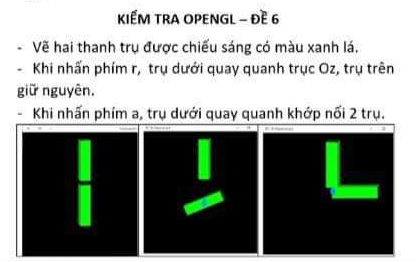 KIỂM TRA OPENGL – ĐỀ 6
- Vẽ hai thanh trụ được chiếu sáng có màu xanh lá.
- Khi nhấn phím r, trụ dưới quay quanh trục Oz, trụ trên
giữ nguyên.
- Khi nhấn phím a, trụ dưới quay quanh khớp nối 2 trụ.